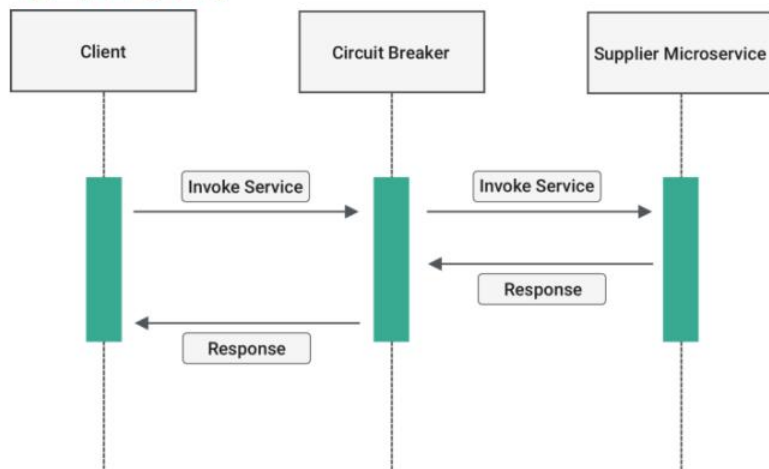 Client
Circuit Breaker
Supplier Microservice
Invoke Service
Invoke Service
Response
Response